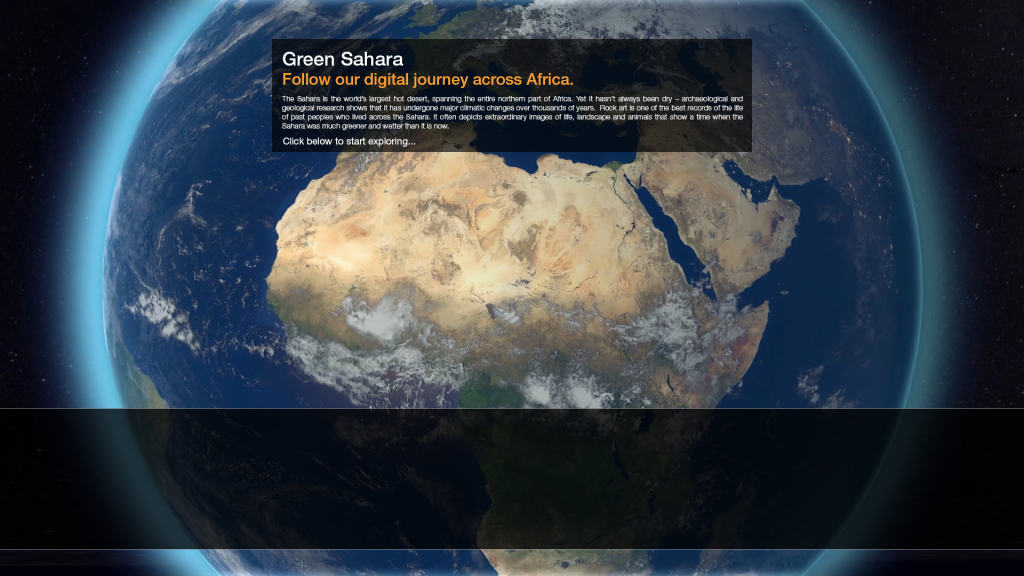 Green Sahara
Follow our digital journey across Africa.
The Sahara is the world's largest hot desert, spanning the entire northern part of Africa. Yet it hasn't always been dry – archaeological and
geological research shows that it has undergone major climatic changes over thousands of years. Rock art is one of the best records of the life
of past peoples who lived across the Sahara. It often depicts extraordinary images of life, landscape and animals that show a time when the
Sahara was much greener and wetter than it is now.
Click below to start exploring...